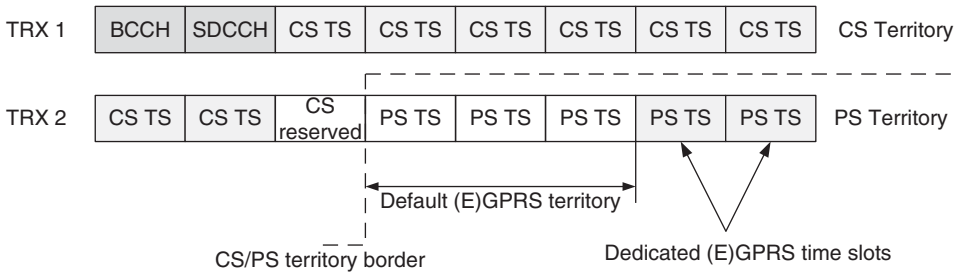 TRX 1 BCCH SDCCH CS TS CS TS CS TS CS TS CS TS CS TS CS Territory
TRX 2 CS TS CS TS CS reserved PS TS PS TS PS TS PS TS PS TS PS Territory
Default (E)GPRS territory
CS/PS territory border
Dedicated (E)GPRS time slots